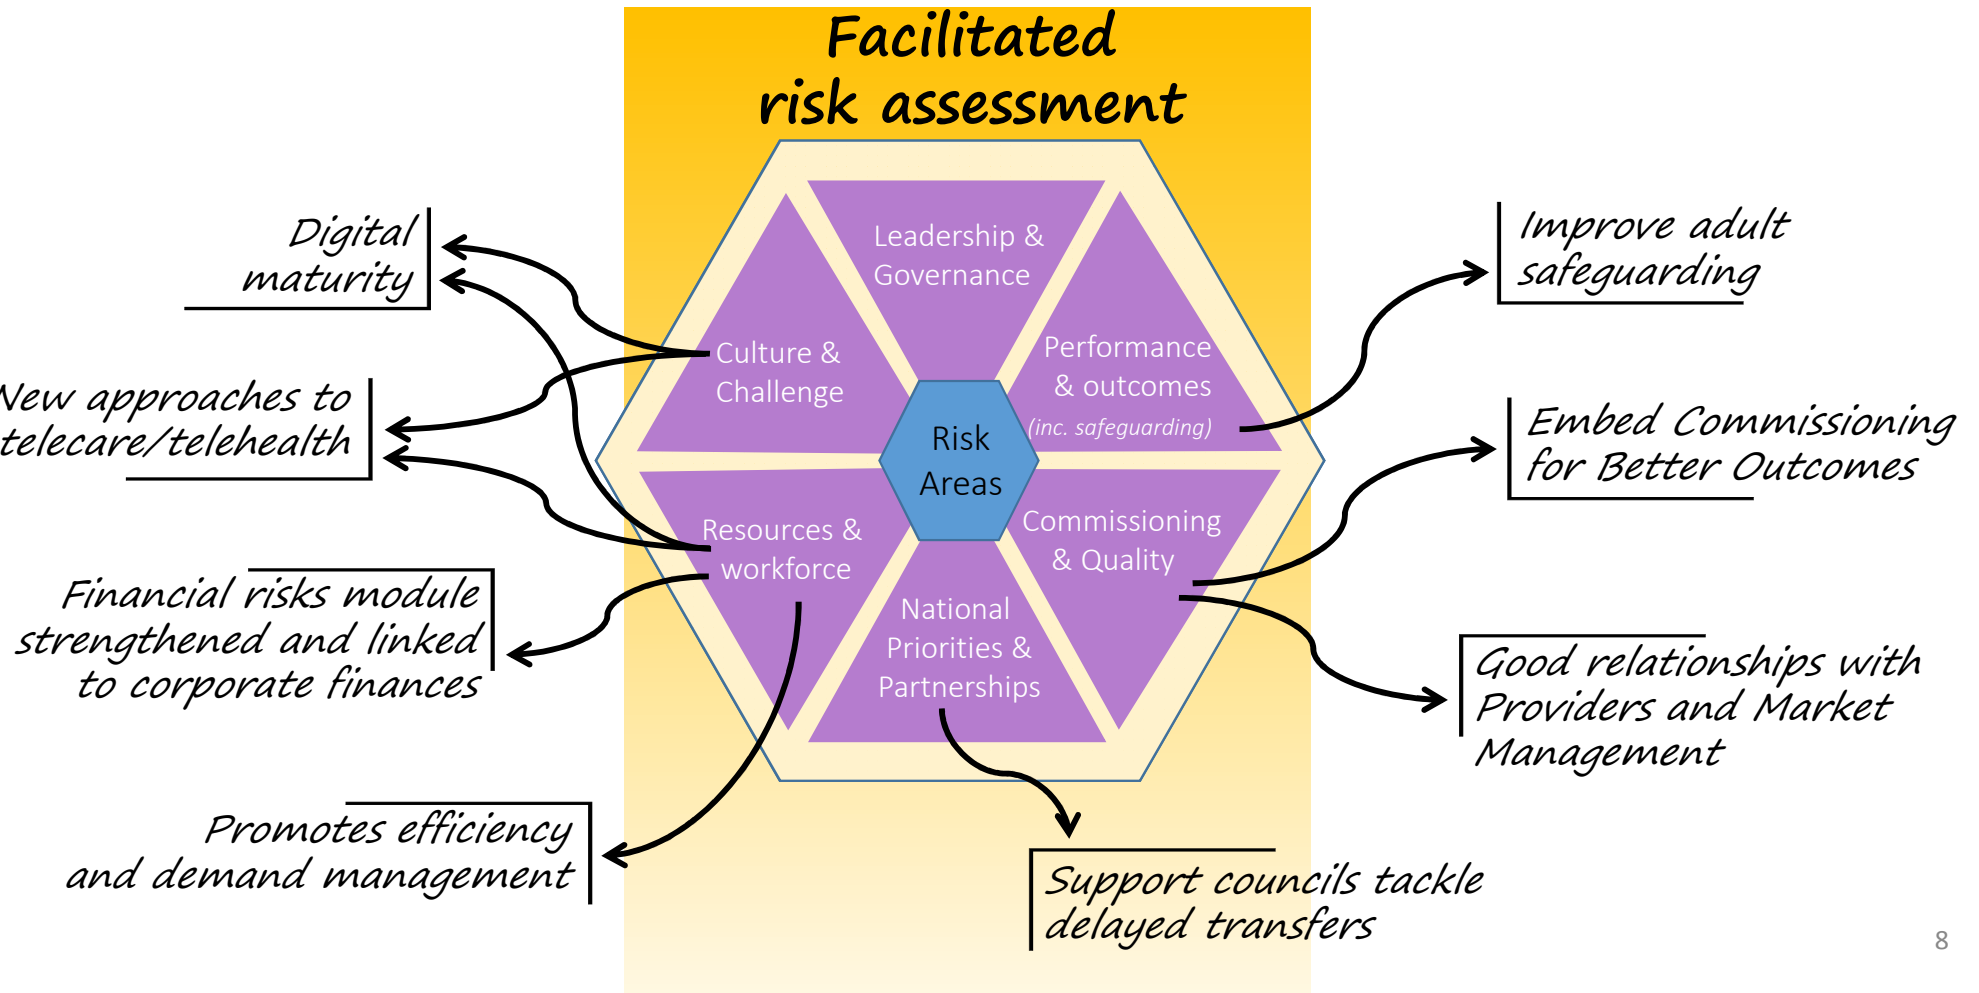 Facilitated
risk assessment
Digital
maturity
New approaches to
telecare/telehealth
Financial risks module
strengthened and linked
to corporate finances
Promotes efficiency
and demand management
Leadership &
Governance
Culture &
Challenge
Performance
& outcomes
(inc. safeguarding)
Risk
Areas
Resources &
workforce
Commissioning
& Quality
National
Priorities &
Partnerships
Improve adult
safeguarding
Embed Commissioning
for Better Outcomes
Good relationships with
Providers and Market
Management
Support councils tackle
delayed transfers
8